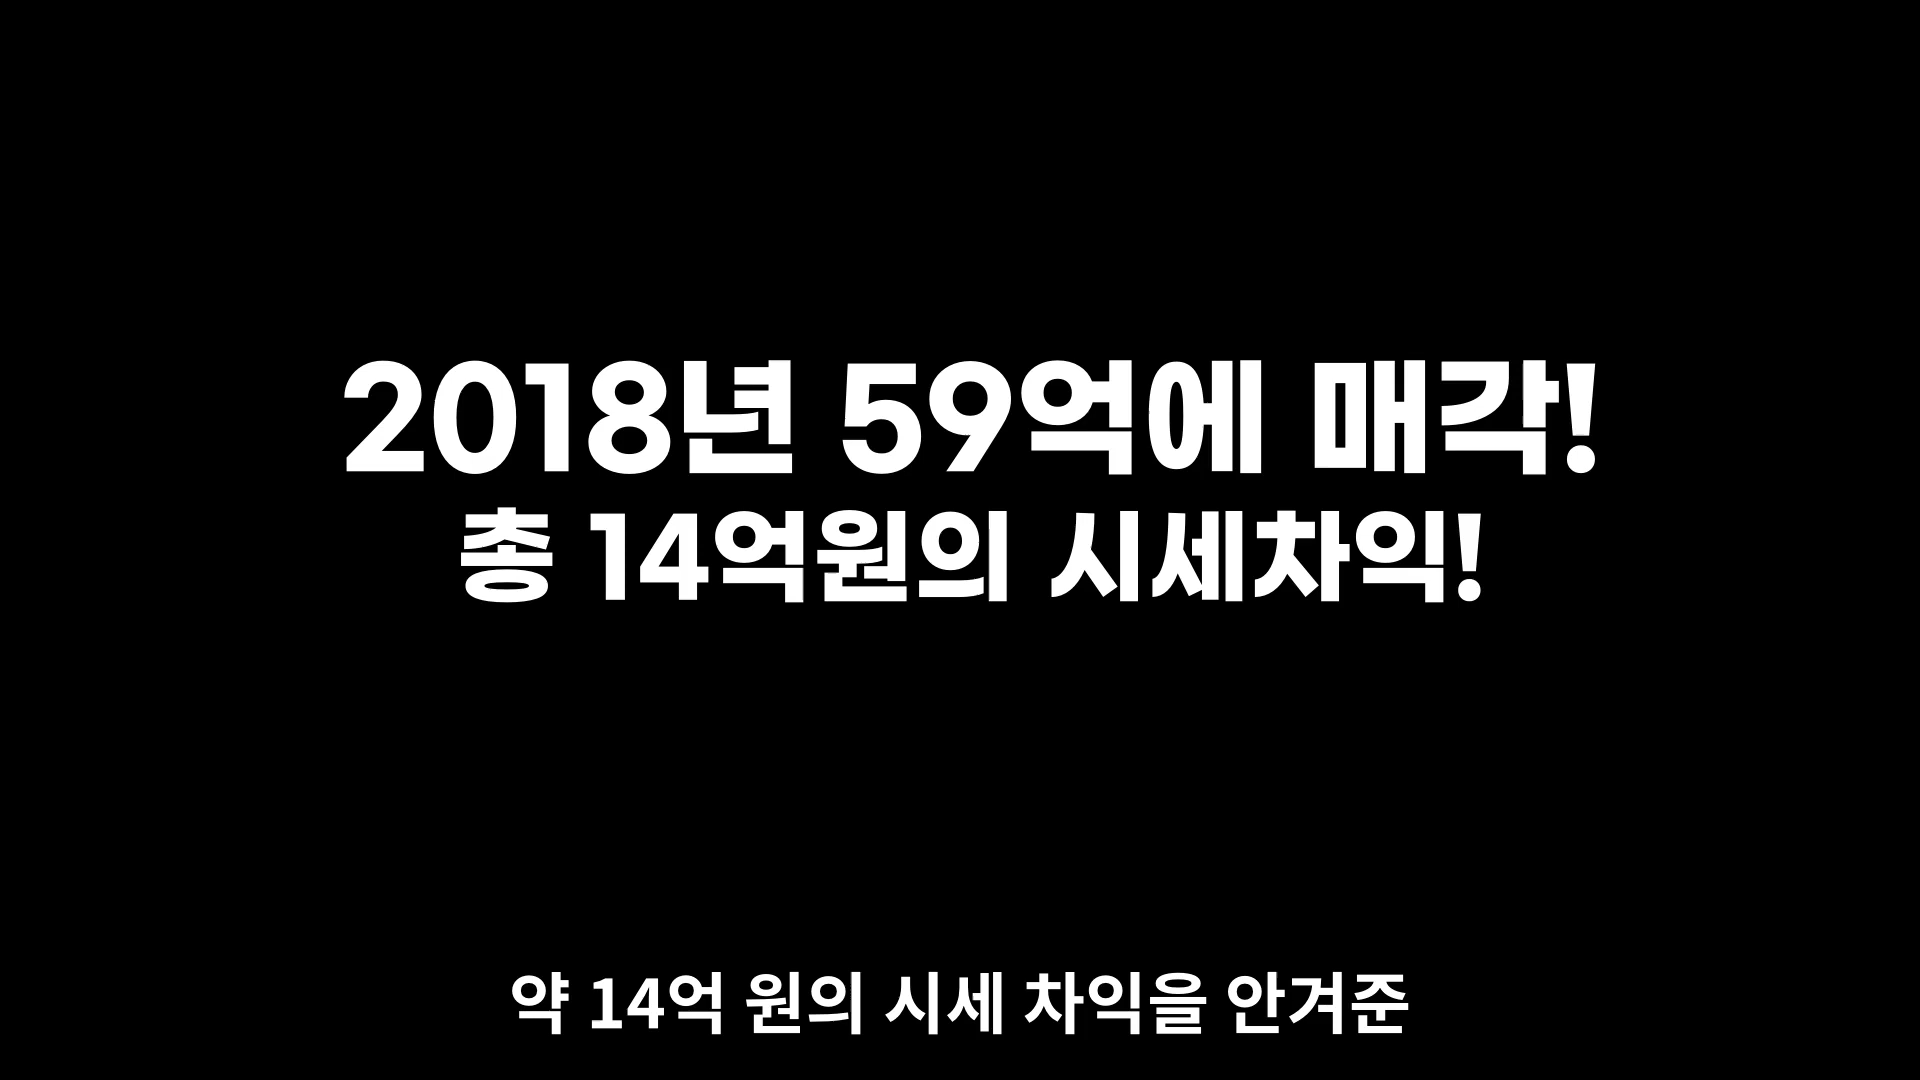 2018년 59억에 매각!
총 14억원의 시세차익!
약 14억 원의 시세 차익을 안겨준